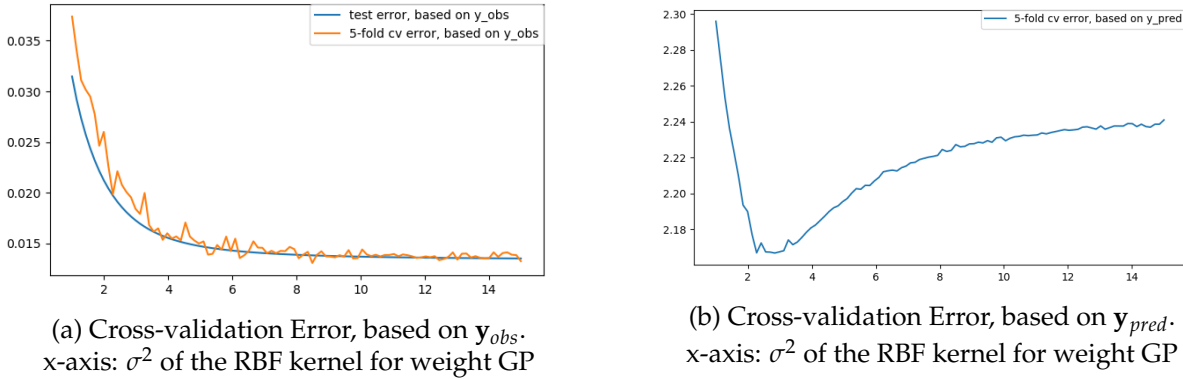 test error, based on y_obs
5-fold cv error, based on y_obs
0.035
0.030
0.025
0.020
0.015
2 4 6 8 10 12 14
(a) Cross-validation Error, based on y_obs.
x-axis: σ² of the RBF kernel for weight GP
5-fold cv error, based on y_pred
2.30
2.28
2.26
2.24
2.22
2.20
2.18
2 4 6 8 10 12 14
(b) Cross-validation Error, based on y_pred.
x-axis: σ² of the RBF kernel for weight GP